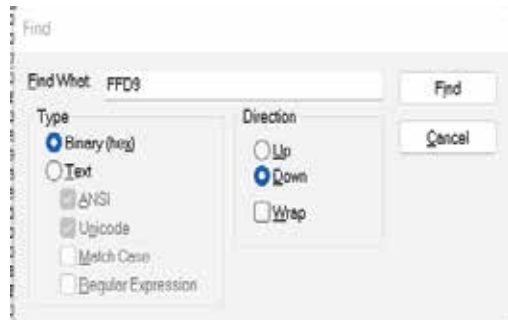 Find
Find What: FFD9
Find
Type
Binary (hex)
Text
ANSI
Unicode
Match Case
Regular Expression
Direction
Up
Down
Wrap
Cancel